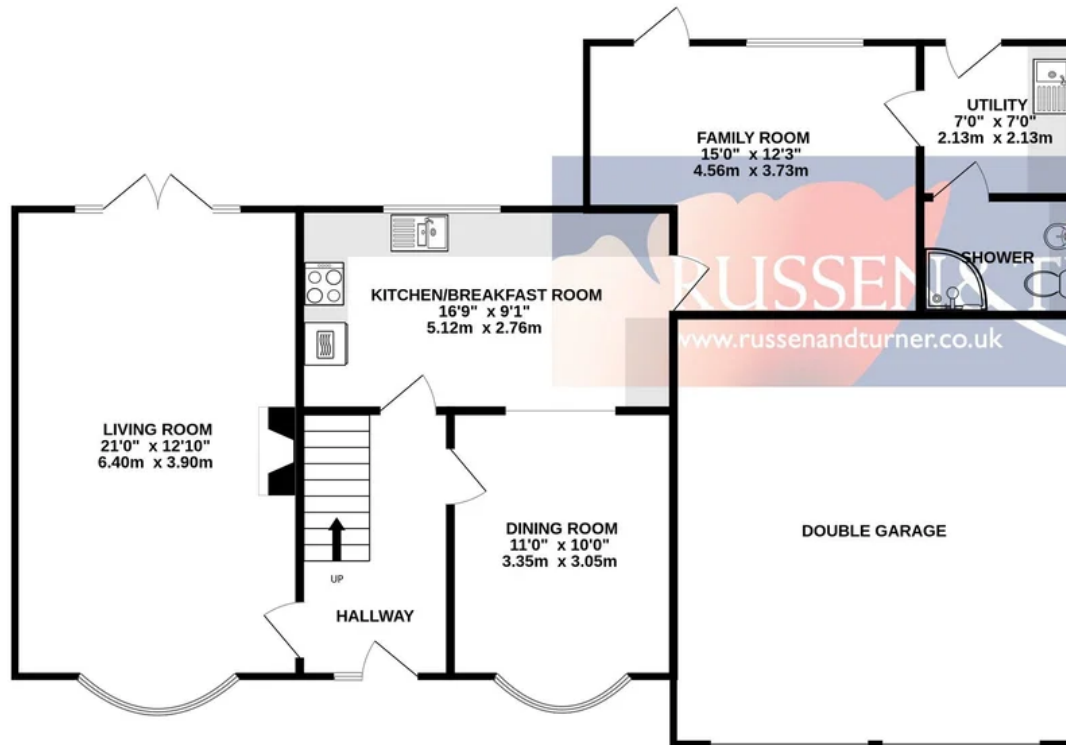 FAMILY ROOM
15'0" x 12'3"
4.56m x 3.73m
UTILITY
7'0" x 7'0"
2.13m x 2.13m
SHOWER
RUSSEN & T
www.russenandturner.co.uk
KITCHEN/BREAKFAST ROOM
16'9" x 9'1"
5.12m x 2.76m
LIVING ROOM
21'0" x 12'10"
6.40m x 3.90m
DINING ROOM
11'0" x 10'0"
3.35m x 3.05m
DOUBLE GARAGE
UP
HALLWAY